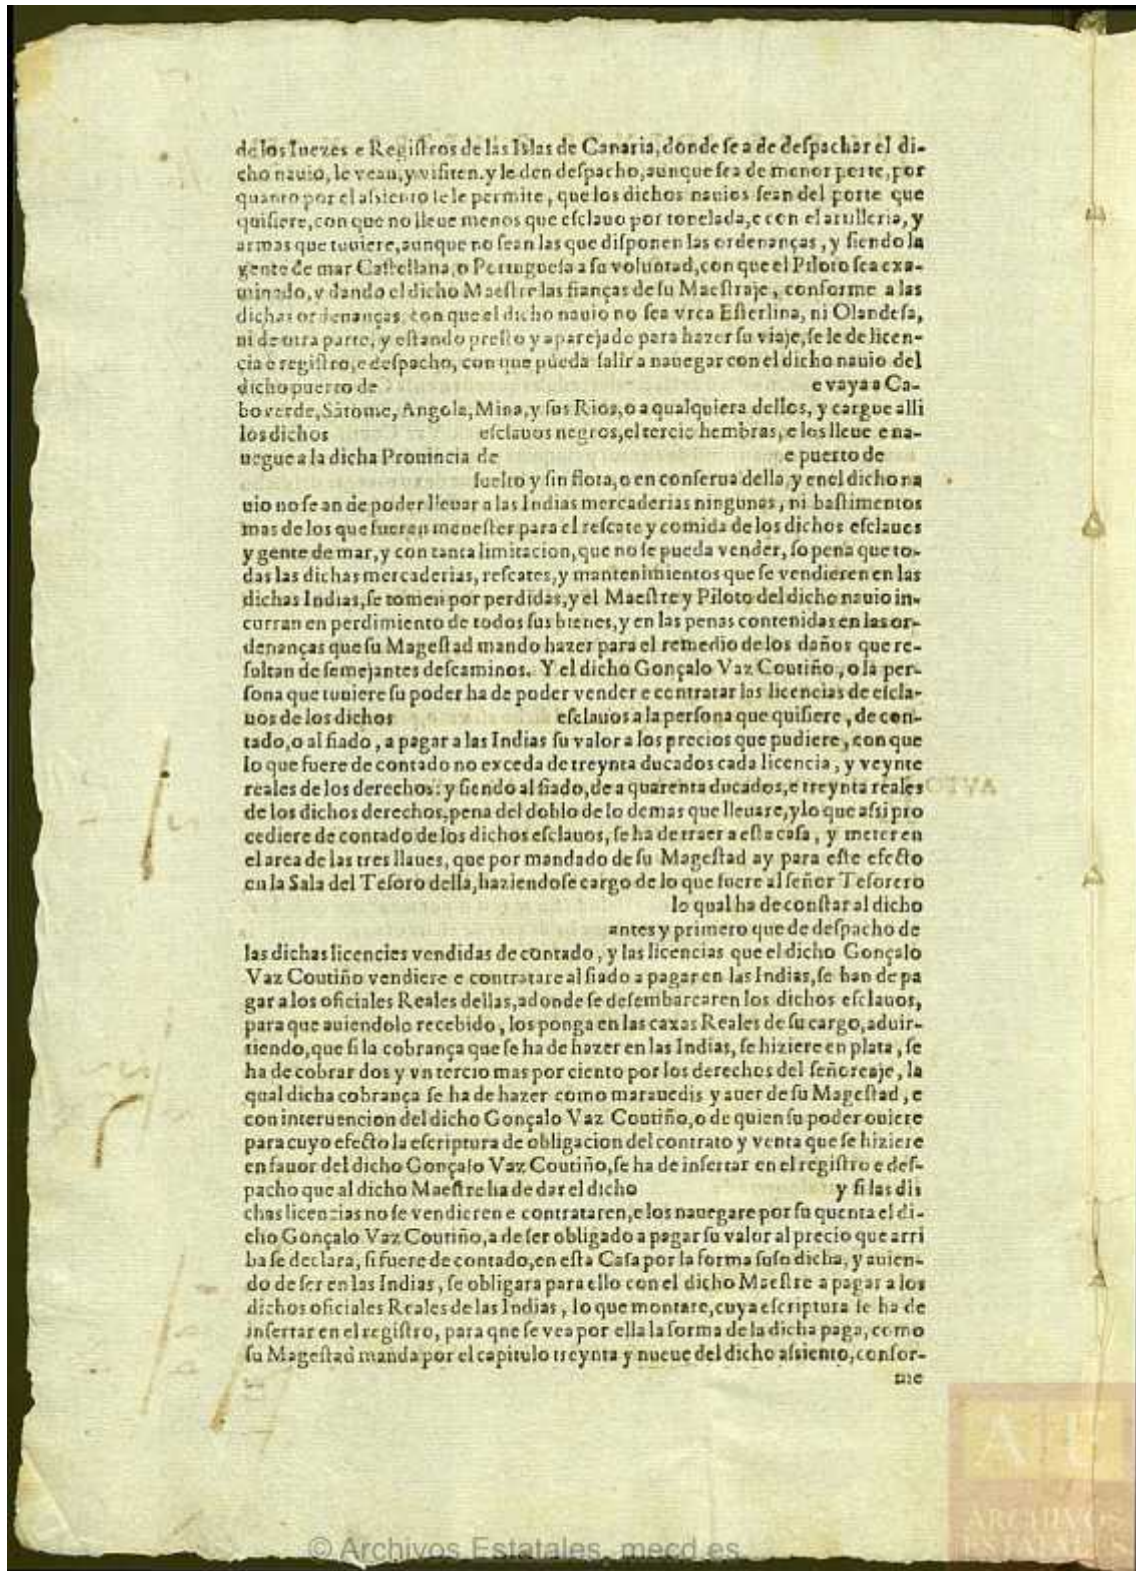 de los Iuezes e Registros de las Islas de Canaria, donde se a de despachar el di-
cho nauio, le vean, y visiten. y le den despacho, aunque sea de menor porte, por
quanto por el assiento se le permite, que los dichos nauios sean del porte que
quisiere, con que no lleue menos que esclauo por tonelada, e con el artilleria, y
armas que tuuiere, aunque no sean las que disponen las ordenanças, y siendo la
gente de mar Castellana, o Portuguesa a su voluntad, con que el Piloto sea exa-
minado, y dando el dicho Maestre las fianças de su Maestraje, conforme a las
dichas ordenanças, con que el dicho nauio no sea vrca Esterlina, ni Olandesa,
ni de otra parte, y estando presto y aparejado para hazer su viaje, se le de licen-
cia e registro, e despacho, con que pueda salir a nauegar con el dicho nauio del
dicho puerto de e vaya a Ca-
bo verde, Sātome, Angola, Mina, y sus Rios, o a qualquiera dellos, y cargue alli
los dichos esclauos negros, el tercio hembras, e los lleue e na-
uegue a la dicha Prouincia de e puerto de
suelto y sin flota, o en conserua della, y en el dicho na
uio no se an de poder lleuar a las Indias mercaderias ningunas, ni bastimentos
mas de los que fueren menester para el rescate y comida de los dichos esclauos
y gente de mar, y con tanta limitacion, que no se pueda vender, so pena que to-
das las dichas mercaderias, rescates, y mantenimientos que se vendieren en las
dichas Indias, se tomen por perdidas, y el Maestre y Piloto del dicho nauio in-
curran en perdimiento de todos sus bienes, y en las penas contenidas en las or-
denanças que su Magestad mando hazer para el remedio de los daños que re-
sultan de semejantes descaminos. Y el dicho Gonçalo Vaz Coutiño, o la per-
sona que tuuiere su poder ha de poder vender e contratar las licencias de escla-
uos de los dichos esclauos a la persona que quisiere, de con-
tado, o al fiado, a pagar a las Indias su valor a los precios que pudiere, con que
lo que fuere de contado no exceda de treynta ducados cada licencia, y veynte
reales de los derechos: y siendo al fiado, de a quarenta ducados, e treynta reales
de los dichos derechos, pena del doblo de lo demas que lleuare, y lo que assi pro
cediere de contado de los dichos esclauos, se ha de traer a esta casa, y meter en
el arca de las tres llaues, que por mandado de su Magestad ay para este efecto
en la Sala del Tesoro della, haziendose cargo de lo que fuere al señor Tesorero
lo qual ha de constar al dicho
antes y primero que de despacho de
las dichas licencies vendidas de contado, y las licencias que el dicho Gonçalo
Vaz Coutiño vendiere e contratare al fiado a pagar en las Indias, se han de pa
gar a los oficiales Reales dellas, adonde se desembarcaren los dichos esclauos,
para que auiendolo recebido, los ponga en las caxas Reales de su cargo, aduir-
tiendo, que si la cobrança que se ha de hazer en las Indias, se hiziere en plata, se
ha de cobrar dos y vn tercio mas por ciento por los derechos del señoreaje, la
qual dicha cobrança se ha de hazer como marauedis y auer de su Magestad, e
con interuencion del dicho Gonçalo Vaz Coutiño, o de quien su poder ouiere
para cuyo efecto la escriptura de obligacion del contrato y venta que se hiziere
en fauor del dicho Gonçalo Vaz Coutiño, se ha de insertar en el registro e des-
pacho que al dicho Maestre ha de dar el dicho y si las di
chas licencias no se vendieren e contrataren, e los nauegare por su quenta el di-
cho Gonçalo Vaz Coutiño, a de ser obligado a pagar su valor al precio que arri
ba se declara, si fuere de contado, en esta Casa por la forma suso dicha, y auien-
do de ser en las Indias, se obligara para ello con el dicho Maestre a pagar a los
dichos oficiales Reales de las Indias, lo que montare, cuya escriptura se ha de
insertar en el registro, para qne se vea por ella la forma de la dicha paga, como
su Magestad manda por el capitulo treynta y nueue del dicho assiento, confor-
me
AE
ARCHIVOS
ESTATALES
© Archivos Estatales, mecd.es